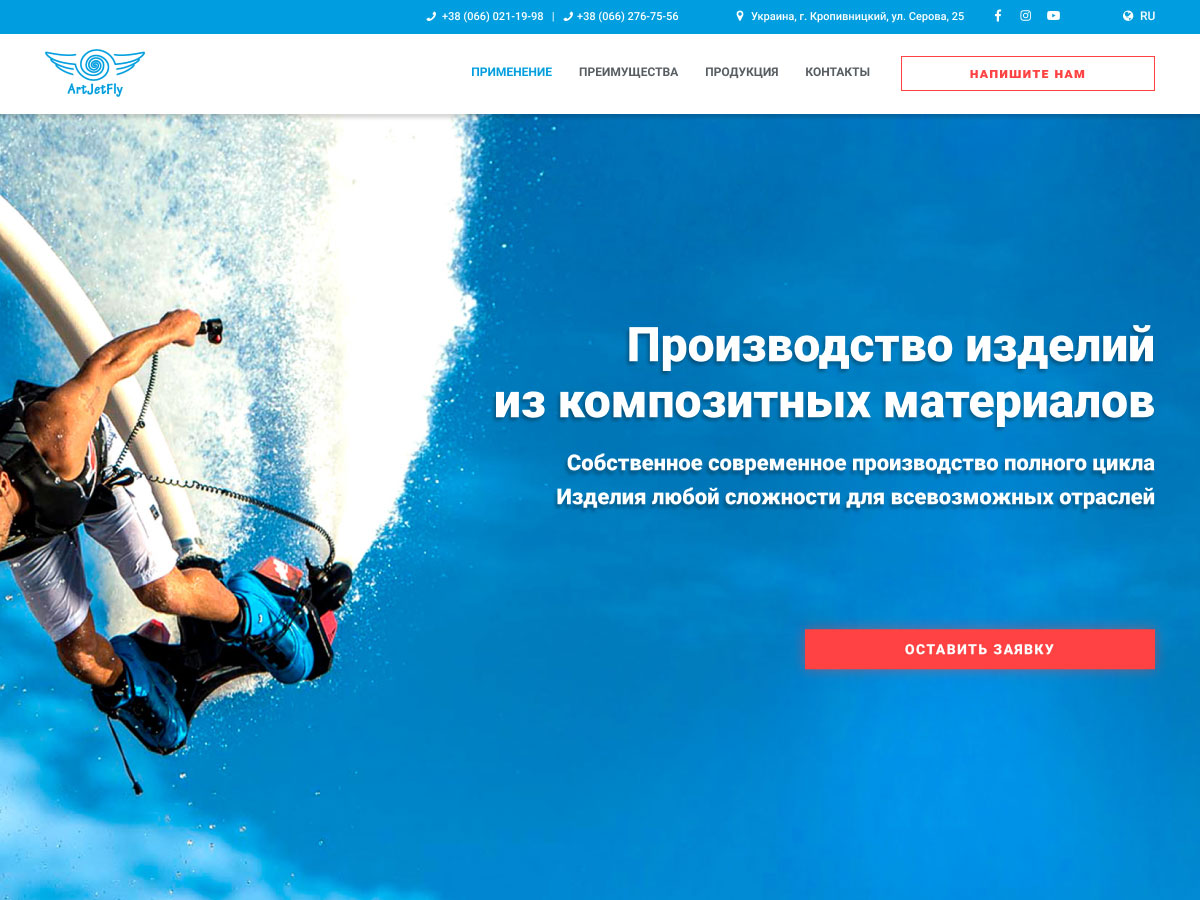 +38 (066) 021-19-98 | +38 (066) 276-75-56
Украина, г. Кропивницкий, ул. Серова, 25
RU
ArtJetFly
ПРИМЕНЕНИЕ
ПРЕИМУЩЕСТВА
ПРОДУКЦИЯ
КОНТАКТЫ
НАПИШИТЕ НАМ
Производство изделий
из композитных материалов
Собственное современное производство полного цикла
Изделия любой сложности для всевозможных отраслей
ОСТАВИТЬ ЗАЯВКУ